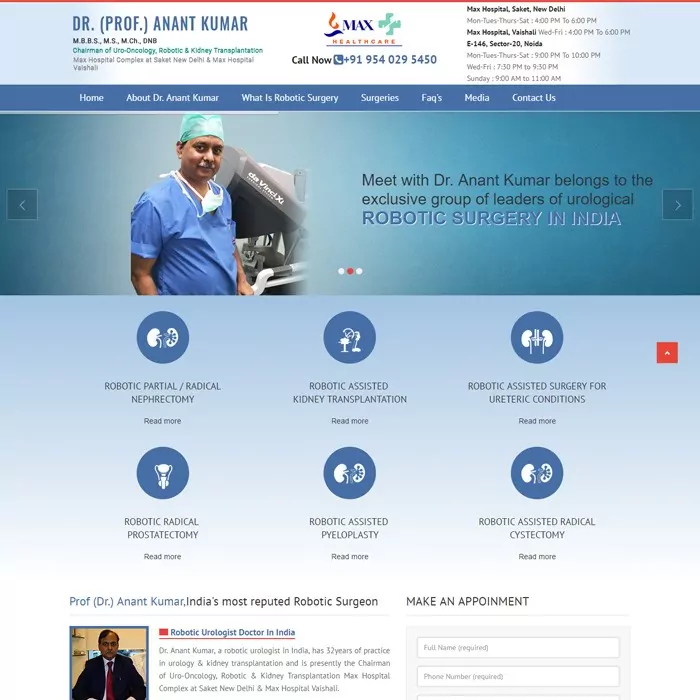 DR. (PROF.) ANANT KUMAR
M.B.B.S., M.S., M.Ch., DNB
Chairman of Uro-Oncology, Robotic & Kidney Transplantation
Max Hospital Complex at Saket New Delhi & Max Hospital
Vaishali
MAX
HEALTHCARE
Call Now +91 954 029 5450
Max Hospital, Saket, New Delhi
Mon-Tues-Thurs-Sat : 4:00 PM To 6:00 PM
Max Hospital, Vaishali Wed-Fri : 4:00 PM To 6:00 PM
E-146, Sector-20, Noida
Mon-Tues-Thurs-Sat : 9:00 PM To 10:00 PM
Wed-Fri : 7:30 PM to 9:30 PM
Sunday : 9:00 AM to 11:00 AM
Home
About Dr. Anant Kumar
What Is Robotic Surgery
Surgeries
Faq's
Media
Contact Us
da Vinci Xi
Meet with Dr. Anant Kumar belongs to the
exclusive group of leaders of urological
ROBOTIC SURGERY IN INDIA
ROBOTIC PARTIAL / RADICAL
NEPHRECTOMY
Read more
ROBOTIC ASSISTED
KIDNEY TRANSPLANTATION
Read more
ROBOTIC ASSISTED SURGERY FOR
URETERIC CONDITIONS
Read more
ROBOTIC RADICAL
PROSTATECTOMY
Read more
ROBOTIC ASSISTED
PYELOPLASTY
Read more
ROBOTIC ASSISTED RADICAL
CYSTECTOMY
Read more
Prof (Dr.) Anant Kumar,India's most reputed Robotic Surgeon
Robotic Urologist Doctor In India
Dr. Anant Kumar, a robotic urologist in India, has 32years of practice
in urology & kidney transplantation and is presently the Chairman
of Uro-Oncology, Robotic & Kidney Transplantation Max Hospital
Complex at Saket New Delhi & Max Hospital Vaishali.
MAKE AN APPOINMENT
Full Name (required)
Phone Number (required)